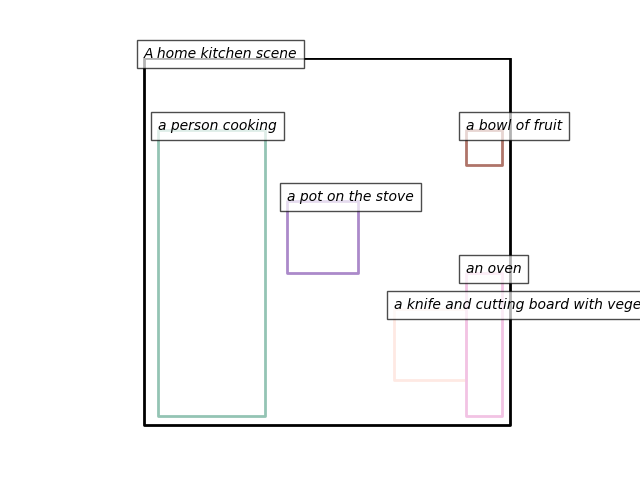 A home kitchen scene
a person cooking
a bowl of fruit
a pot on the stove
an oven
a knife and cutting board with vege